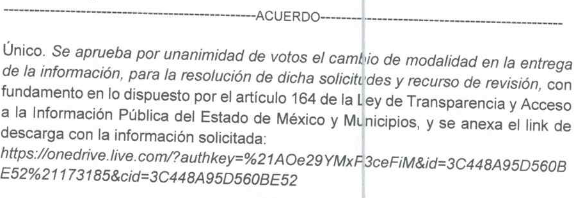 ---ACUERDO---
Único. Se aprueba por unanimidad de votos el cambio de modalidad en la entrega
de la información, para la resolución de dicha solicitudes y recurso de revisión, con
fundamento en lo dispuesto por el artículo 164 de la Ley de Transparencia y Acceso
a la Información Pública del Estado de México y Municipios, y se anexa el link de
descarga con la información solicitada:
https://onedrive.live.com/?authkey=%21AOe29YMxP3ceFiM&id=3C448A95D560B
E52%21173185&cid=3C448A95D560BE52